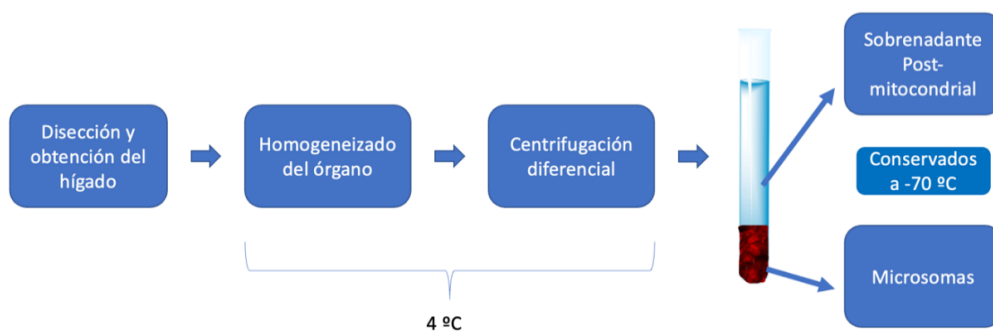 Disección y
obtención del
hígado
Homogeneizado
del órgano
Centrifugación
diferencial
4 ºC
Sobrenadante
Post-
mitocondrial
Conservados
a -70 ºC
Microsomas